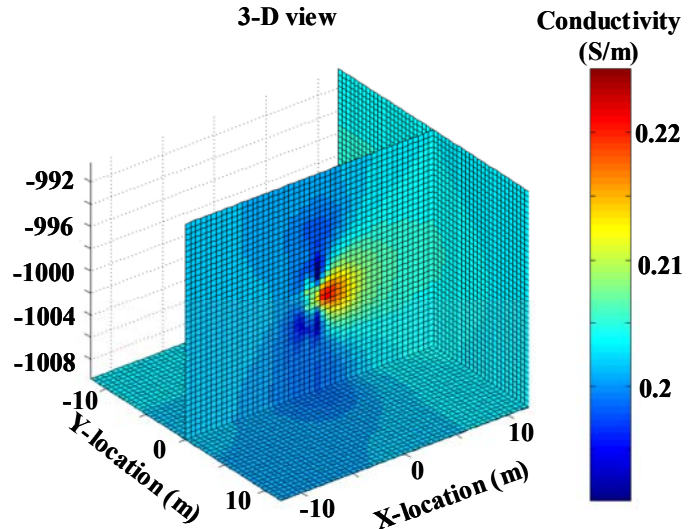 3-D view
Conductivity
(S/m)
0.22
0.21
0.2
-992
-996
-1000
-1004
-1008
-10
0
10
Y-location (m)
-10
0
10
X-location (m)